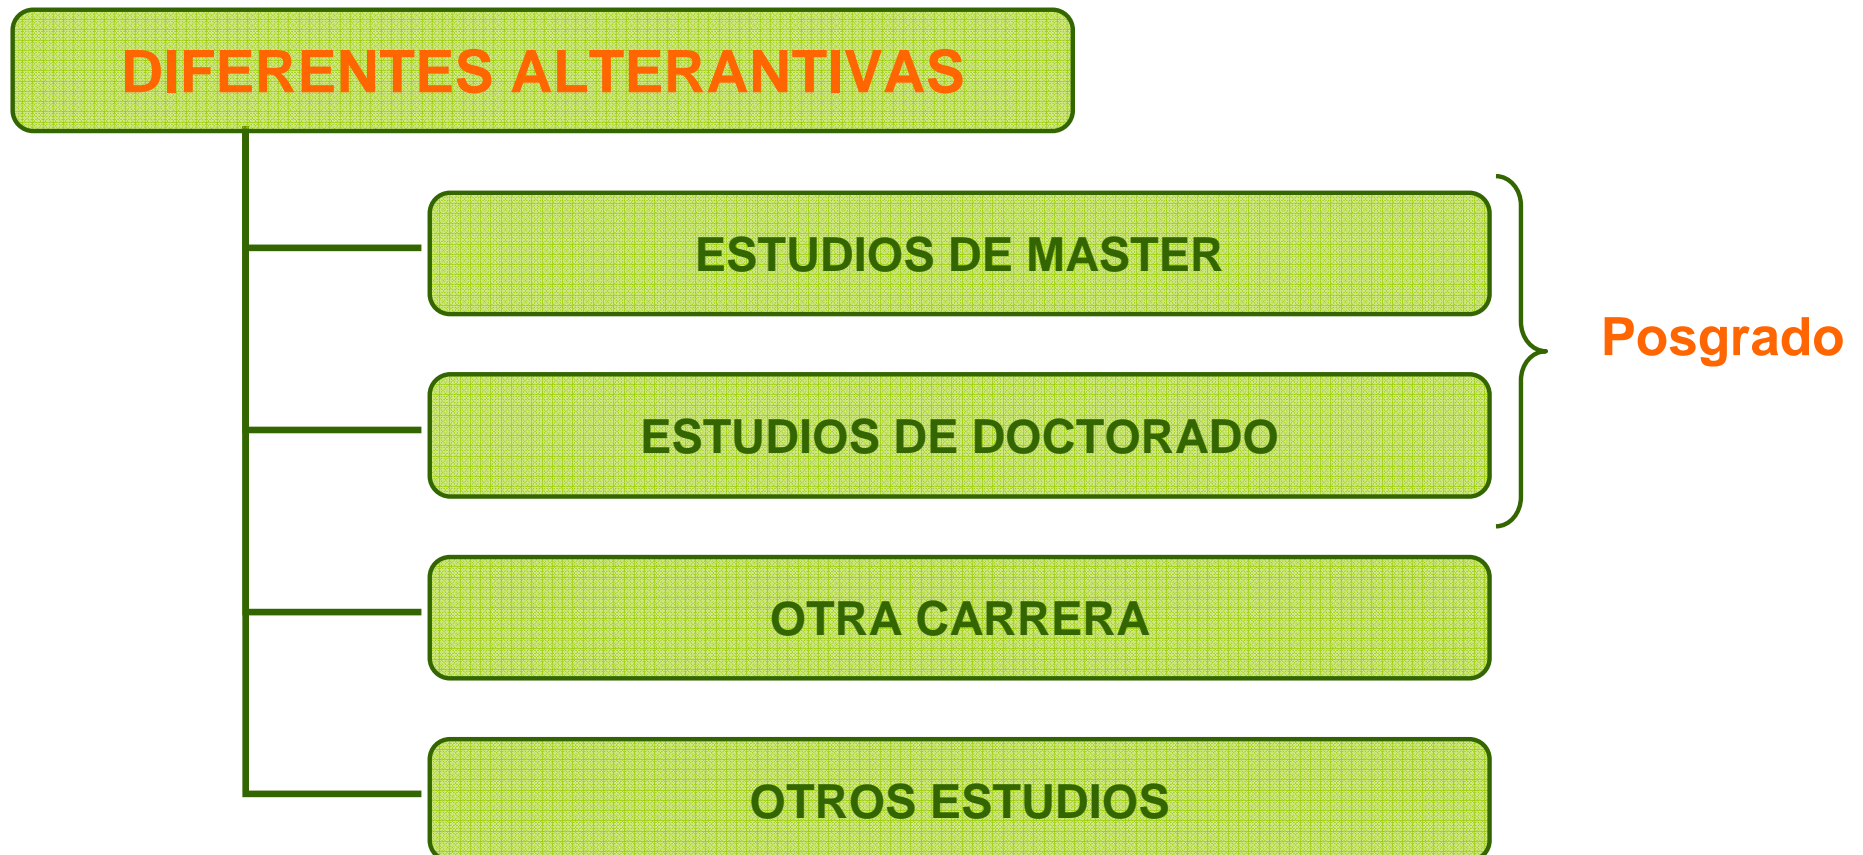 DIFERENTES ALTERANTIVAS
ESTUDIOS DE MASTER
Posgrado
ESTUDIOS DE DOCTORADO
OTRA CARRERA
OTROS ESTUDIOS